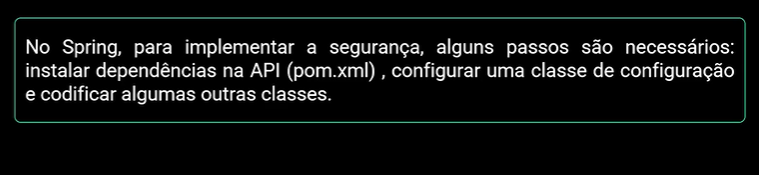 No Spring, para implementar a segurança, alguns passos são necessários:
instalar dependências na API (pom.xml) , configurar uma classe de configuração
e codificar algumas outras classes.